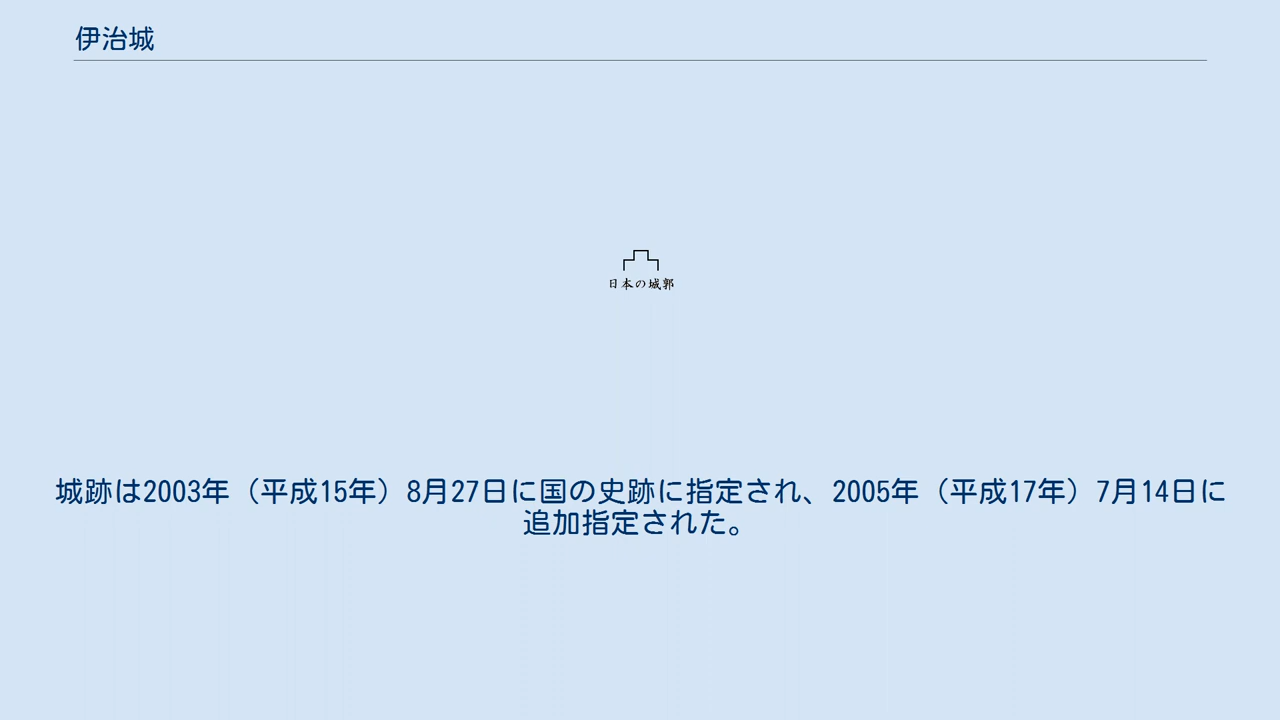 伊治城
日本の城郭
城跡は2003年（平成15年）8月27日に国の史跡に指定され、2005年（平成17年）7月14日に
追加指定された。